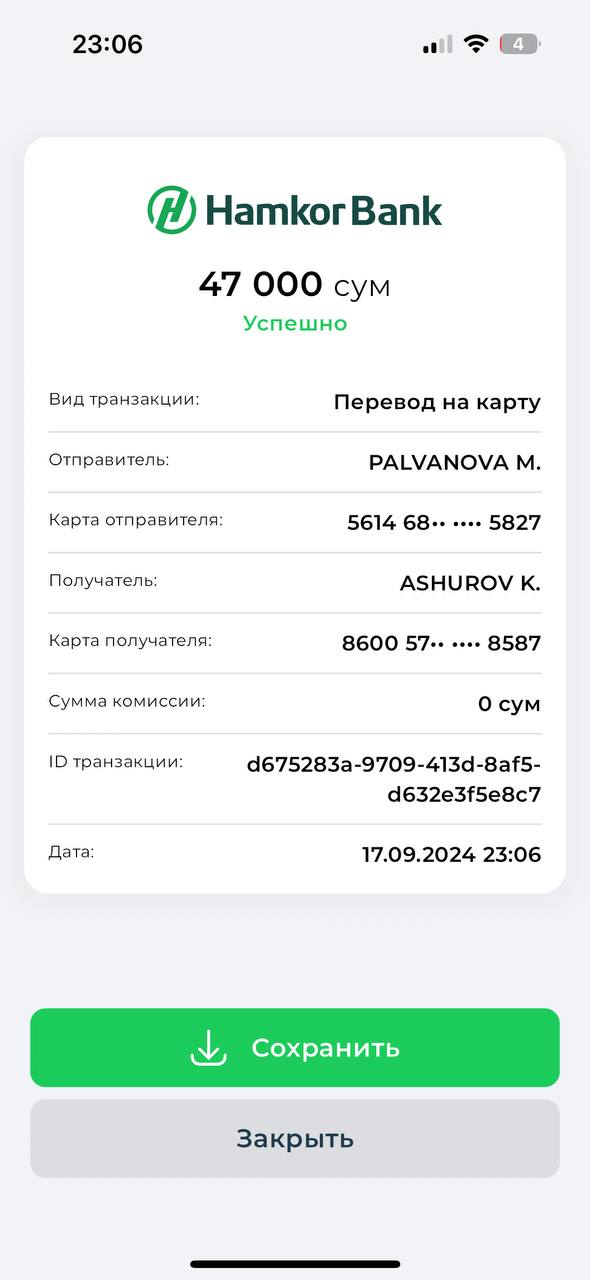 23:06
4
Hamkor Bank
47 000 сум
Успешно
Вид транзакции: Перевод на карту
Отправитель: PALVANOVA M.
Карта отправителя: 5614 68•• •••• 5827
Получатель: ASHUROV K.
Карта получателя: 8600 57•• •••• 8587
Сумма комиссии: 0 сум
ID транзакции: d675283a-9709-413d-8af5-
d632e3f5e8c7
Дата: 17.09.2024 23:06
Сохранить
Закрыть